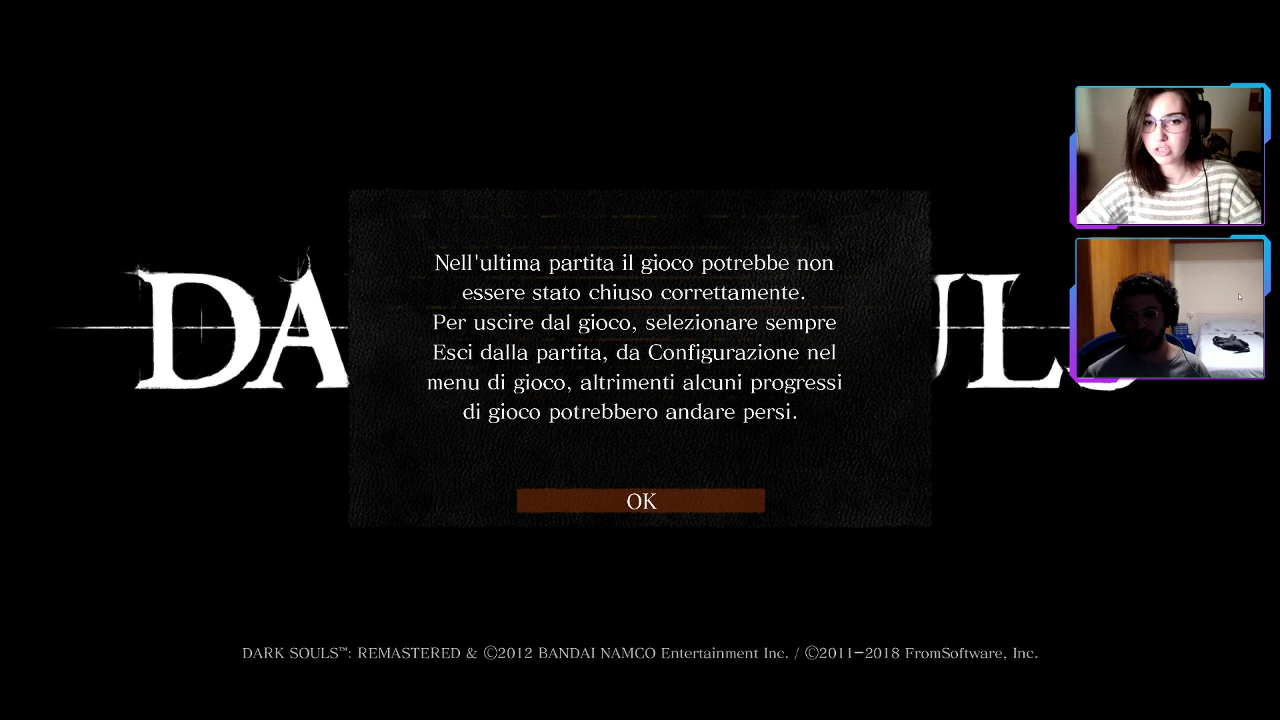 DA ULS
Nell'ultima partita il gioco potrebbe non
essere stato chiuso correttamente.
Per uscire dal gioco, selezionare sempre
Esci dalla partita, da Configurazione nel
menu di gioco, altrimenti alcuni progressi
di gioco potrebbero andare persi.
OK
DARK SOULS™: REMASTERED & ©2012 BANDAI NAMCO Entertainment Inc. / ©2011-2018 FromSoftware, Inc.